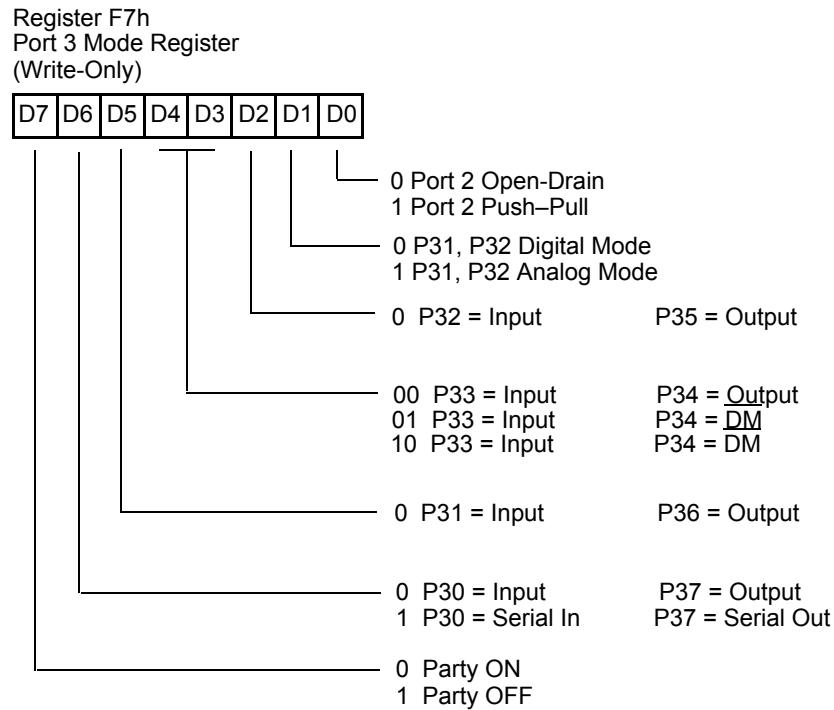 Register F7h
Port 3 Mode Register
(Write-Only)
D7 D6 D5 D4 D3 D2 D1 D0
0 Port 2 Open-Drain
1 Port 2 Push–Pull
0 P31, P32 Digital Mode
1 P31, P32 Analog Mode
0 P32 = Input P35 = Output
00 P33 = Input P34 = Output
01 P33 = Input P34 = DM
10 P33 = Input P34 = DM
0 P31 = Input P36 = Output
0 P30 = Input P37 = Output
1 P30 = Serial In P37 = Serial Out
0 Party ON
1 Party OFF